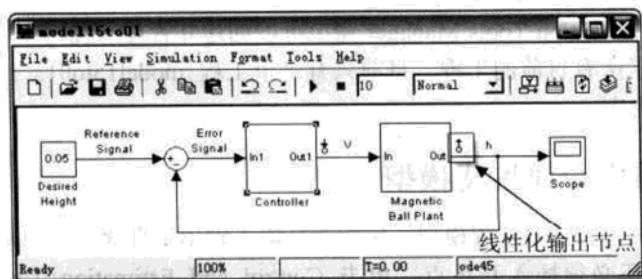 model16to01
File Edit View Simulation Format Tools Help
10 Normal
Reference Signal
Error Signal
0.05
Desired Height
In1 Out1
Controller
V
In Out
Magnetic Ball Plant
h
Scope
线性化输出节点
Ready 100% T=0.00 ode45